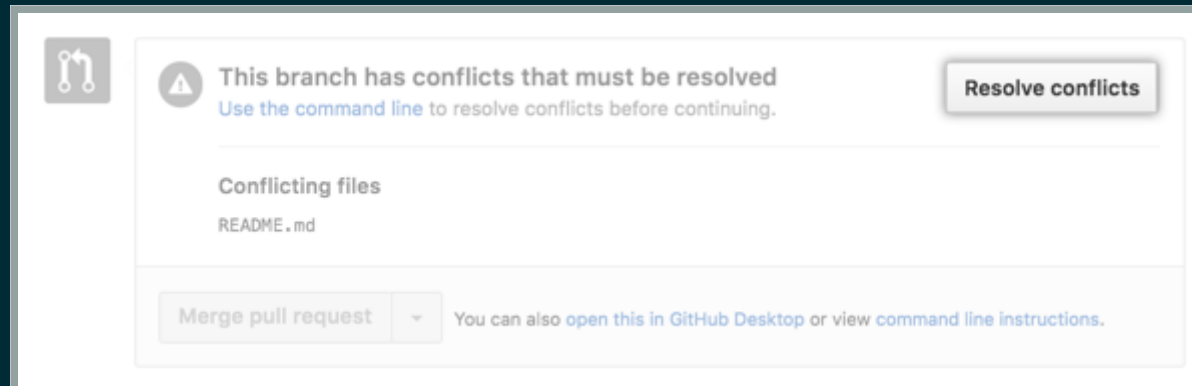 This branch has conflicts that must be resolved
Resolve conflicts
Use the command line to resolve conflicts before continuing.
Conflicting files
README.md
Merge pull request
You can also open this in GitHub Desktop or view command line instructions.